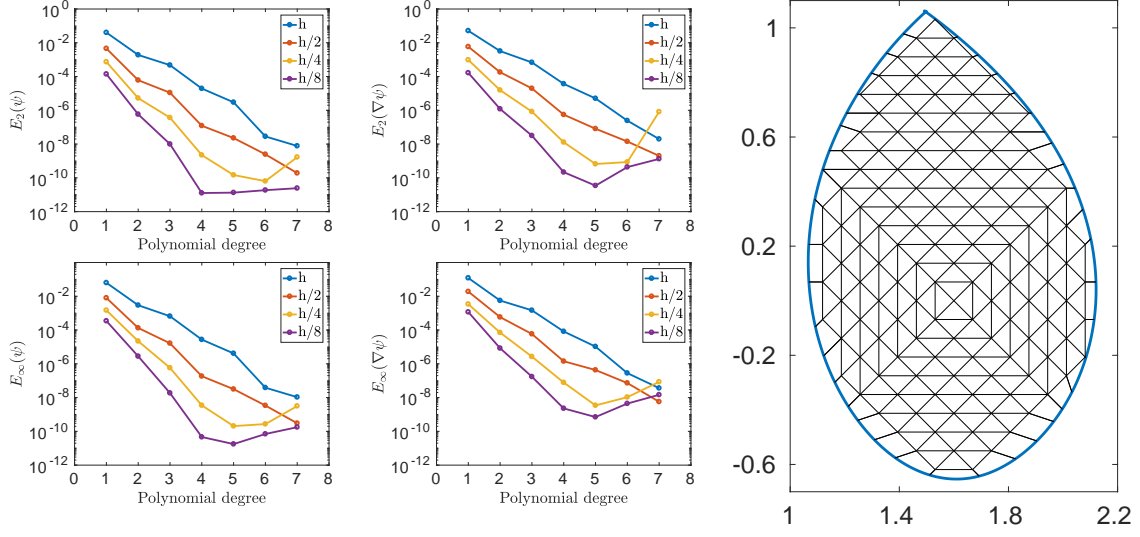 10^0
10^-2
10^-4
10^-6
10^-8
10^-10
10^-12
E_2(ψ)
0 1 2 3 4 5 6 7 8
Polynomial degree
h
h/2
h/4
h/8
10^0
10^-2
10^-4
10^-6
10^-8
10^-10
10^-12
E_2(∇ψ)
0 1 2 3 4 5 6 7 8
Polynomial degree
h
h/2
h/4
h/8
10^-2
10^-4
10^-6
10^-8
10^-10
10^-12
E_∞(ψ)
0 1 2 3 4 5 6 7 8
Polynomial degree
h
h/2
h/4
h/8
10^-2
10^-4
10^-6
10^-8
10^-10
10^-12
E_∞(∇ψ)
0 1 2 3 4 5 6 7 8
Polynomial degree
h
h/2
h/4
h/8
1
0.6
0.2
-0.2
-0.6
1 1.4 1.8 2.2